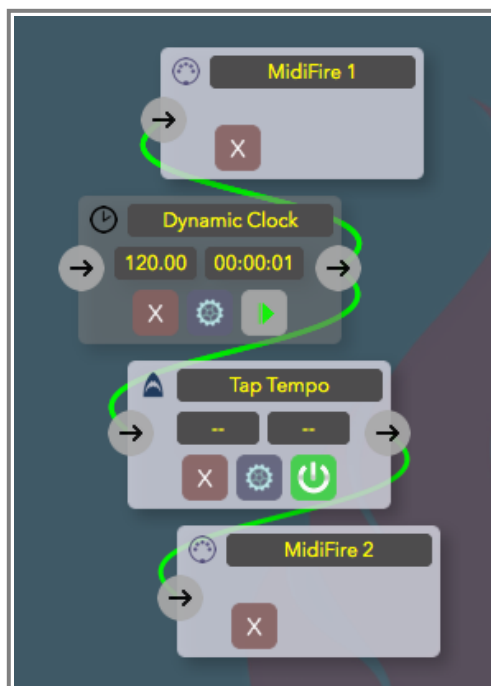 MidiFire 1
X
Dynamic Clock
120.00 00:00:01
X
Tap Tempo
-- --
X
MidiFire 2
X